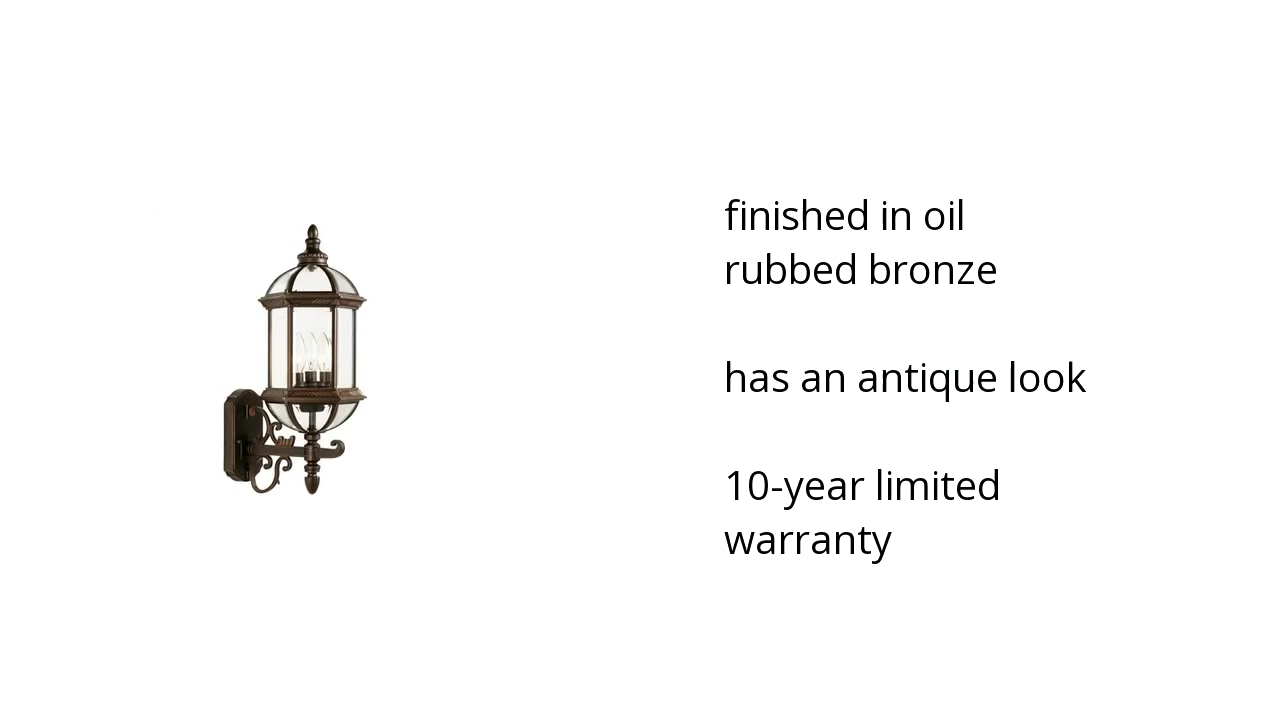 finished in oil
rubbed bronze
has an antique look
10-year limited
warranty